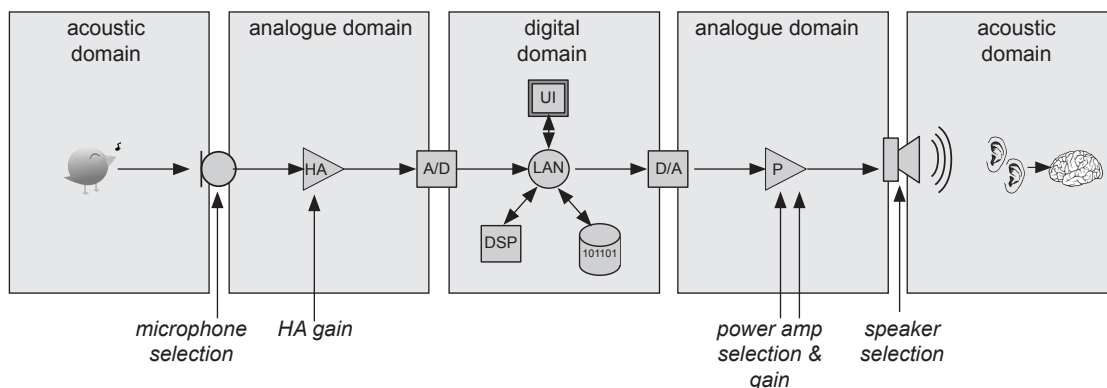 acoustic
domain
analogue domain
digital
domain
analogue domain
acoustic
domain
UI
HA
A/D
LAN
D/A
P
DSP
101101
microphone
selection
HA gain
power amp
selection &
gain
speaker
selection